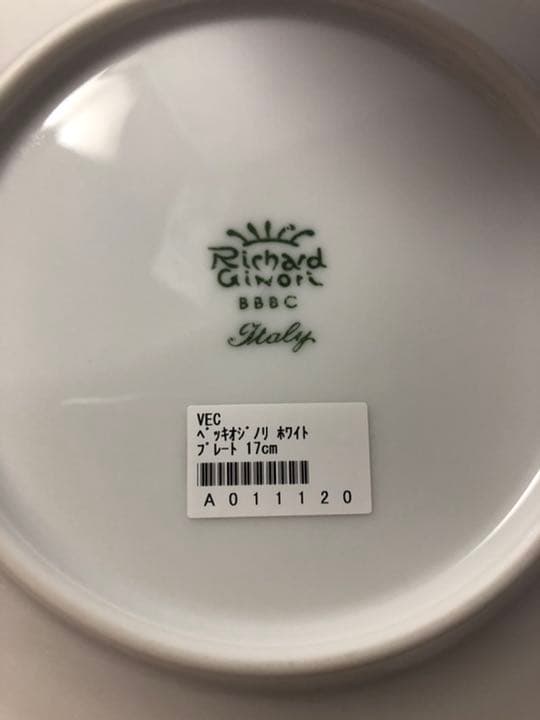 Richard
Ginori
BBBC
Italy
VEC
ベッキオジノリ ホワイト
プレート 17cm
A011120